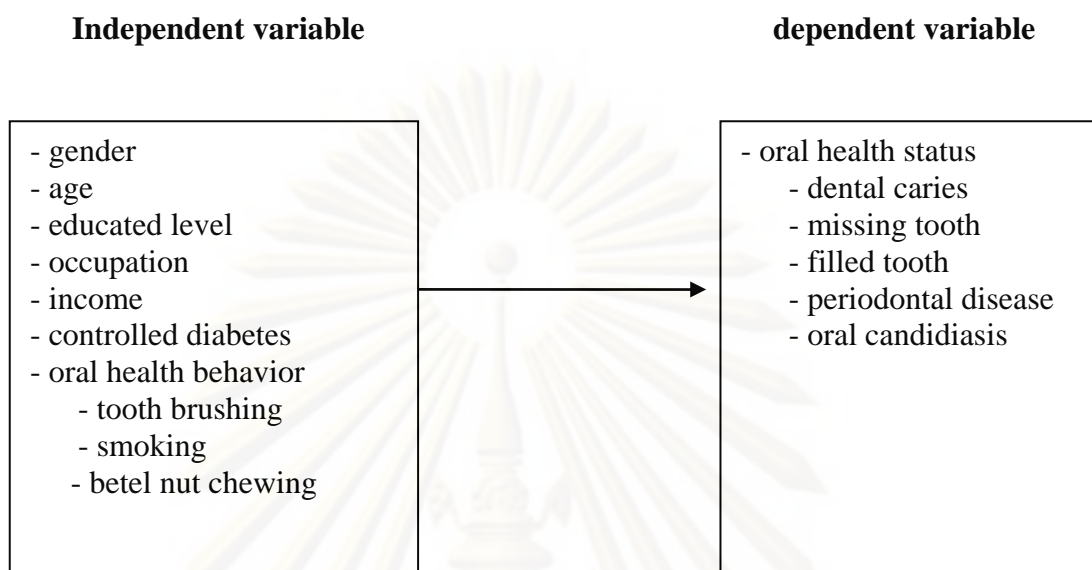 Independent variable
dependent variable
- gender
- age
- educated level
- occupation
- income
- controlled diabetes
- oral health behavior
- tooth brushing
- smoking
- betel nut chewing
- oral health status
- dental caries
- missing tooth
- filled tooth
- periodontal disease
- oral candidiasis